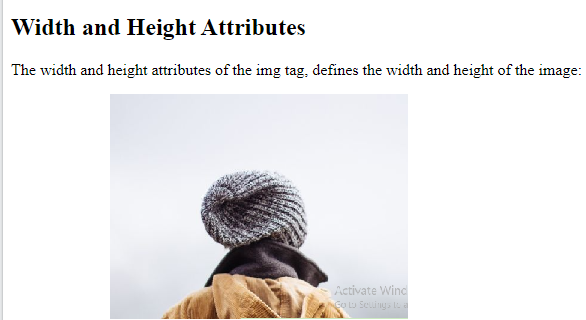 Width and Height Attributes
The width and height attributes of the img tag, defines the width and height of the image:
Activate Wind
Go to Settings to a